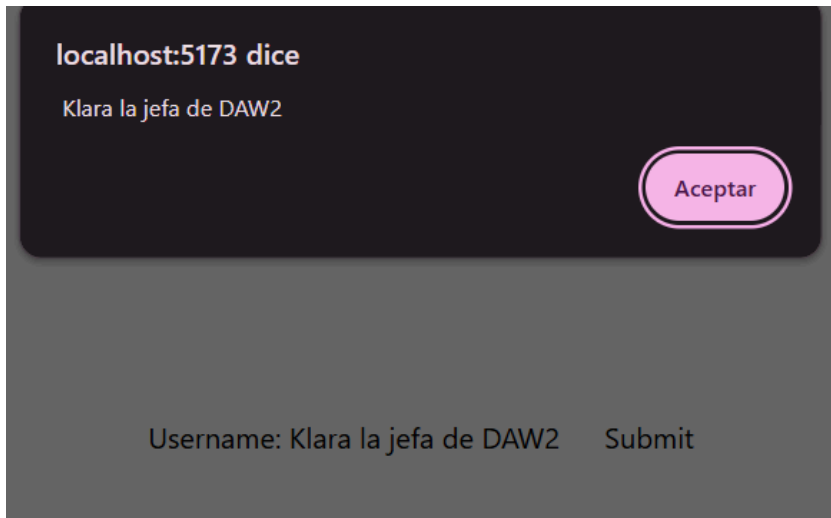 localhost:5173 dice
Klara la jefa de DAW2
Aceptar
Username: Klara la jefa de DAW2 Submit